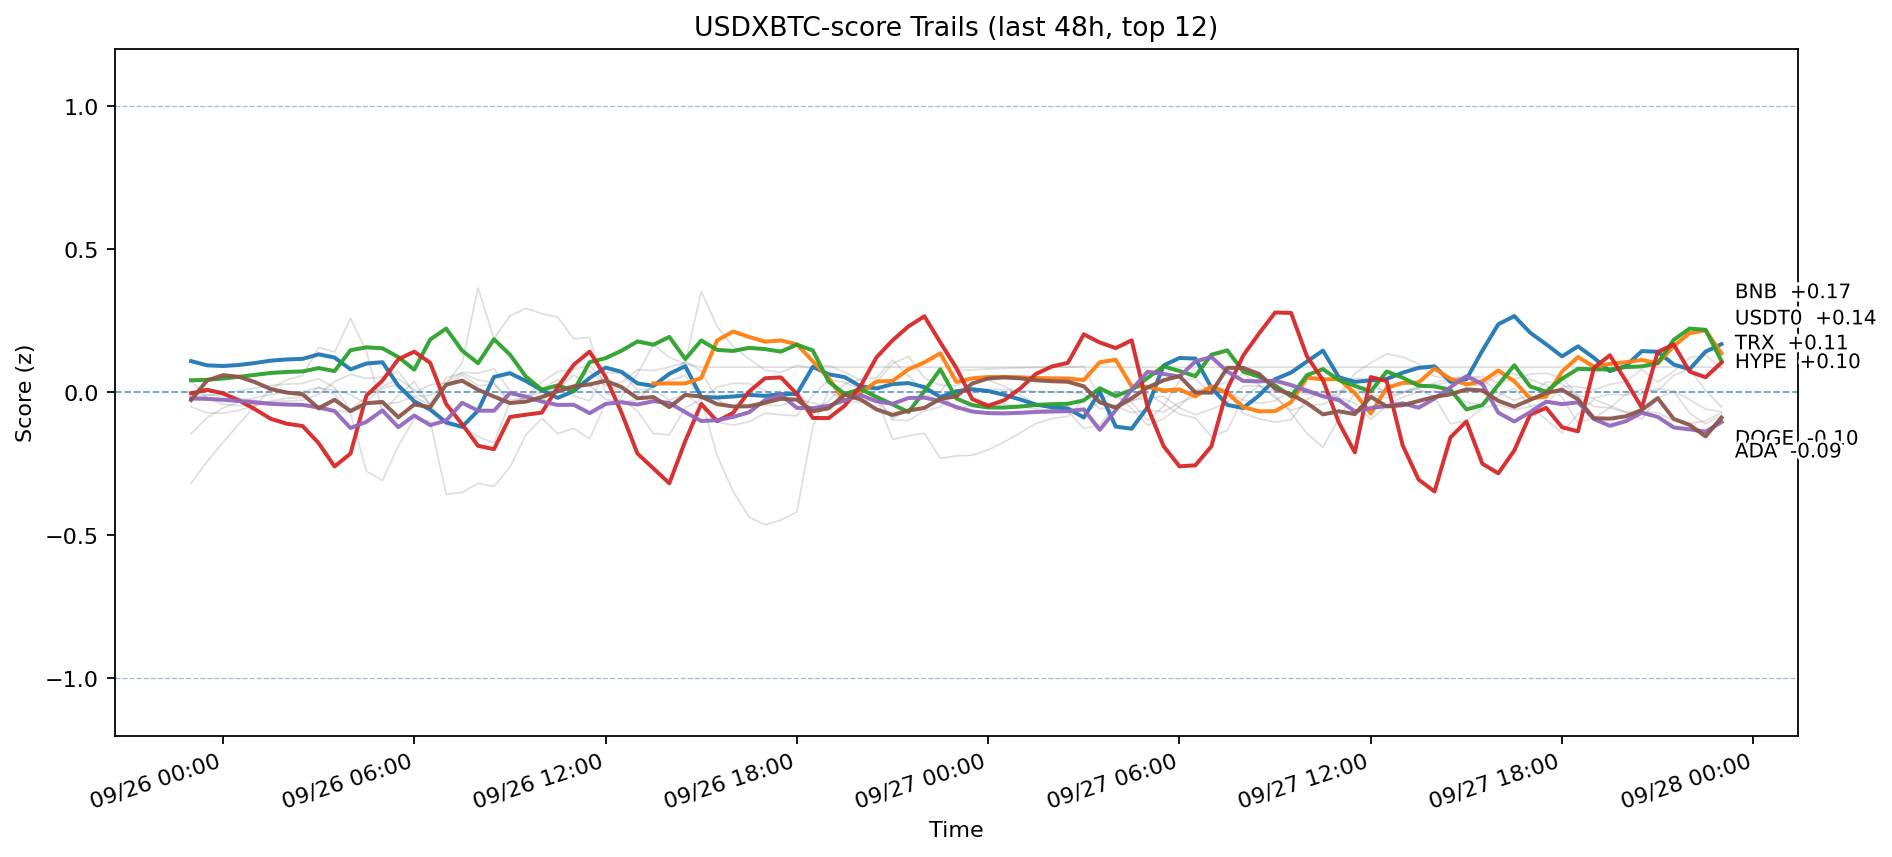 USDXBTC-score Trails (last 48h, top 12)
Score (z)
1.0
0.5
0.0
−0.5
−1.0
BNB +0.17
USDT0 +0.14
TRX +0.11
HYPE +0.10
DOGE -0.10
ADA -0.09
09/26 00:00
09/26 06:00
09/26 12:00
09/26 18:00
09/27 00:00
09/27 06:00
09/27 12:00
09/27 18:00
09/28 00:00
Time